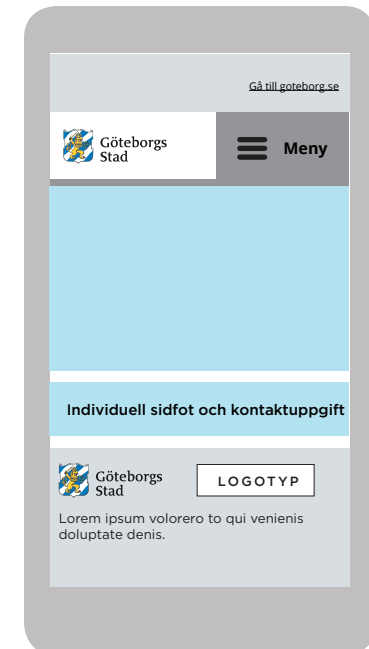 Gå till goteborg.se
Göteborgs
Stad
Meny
Individuell sidfot och kontaktuppgift
Göteborgs
Stad
LOGOTYP
Lorem ipsum volorero to qui venienis
doluptate denis.